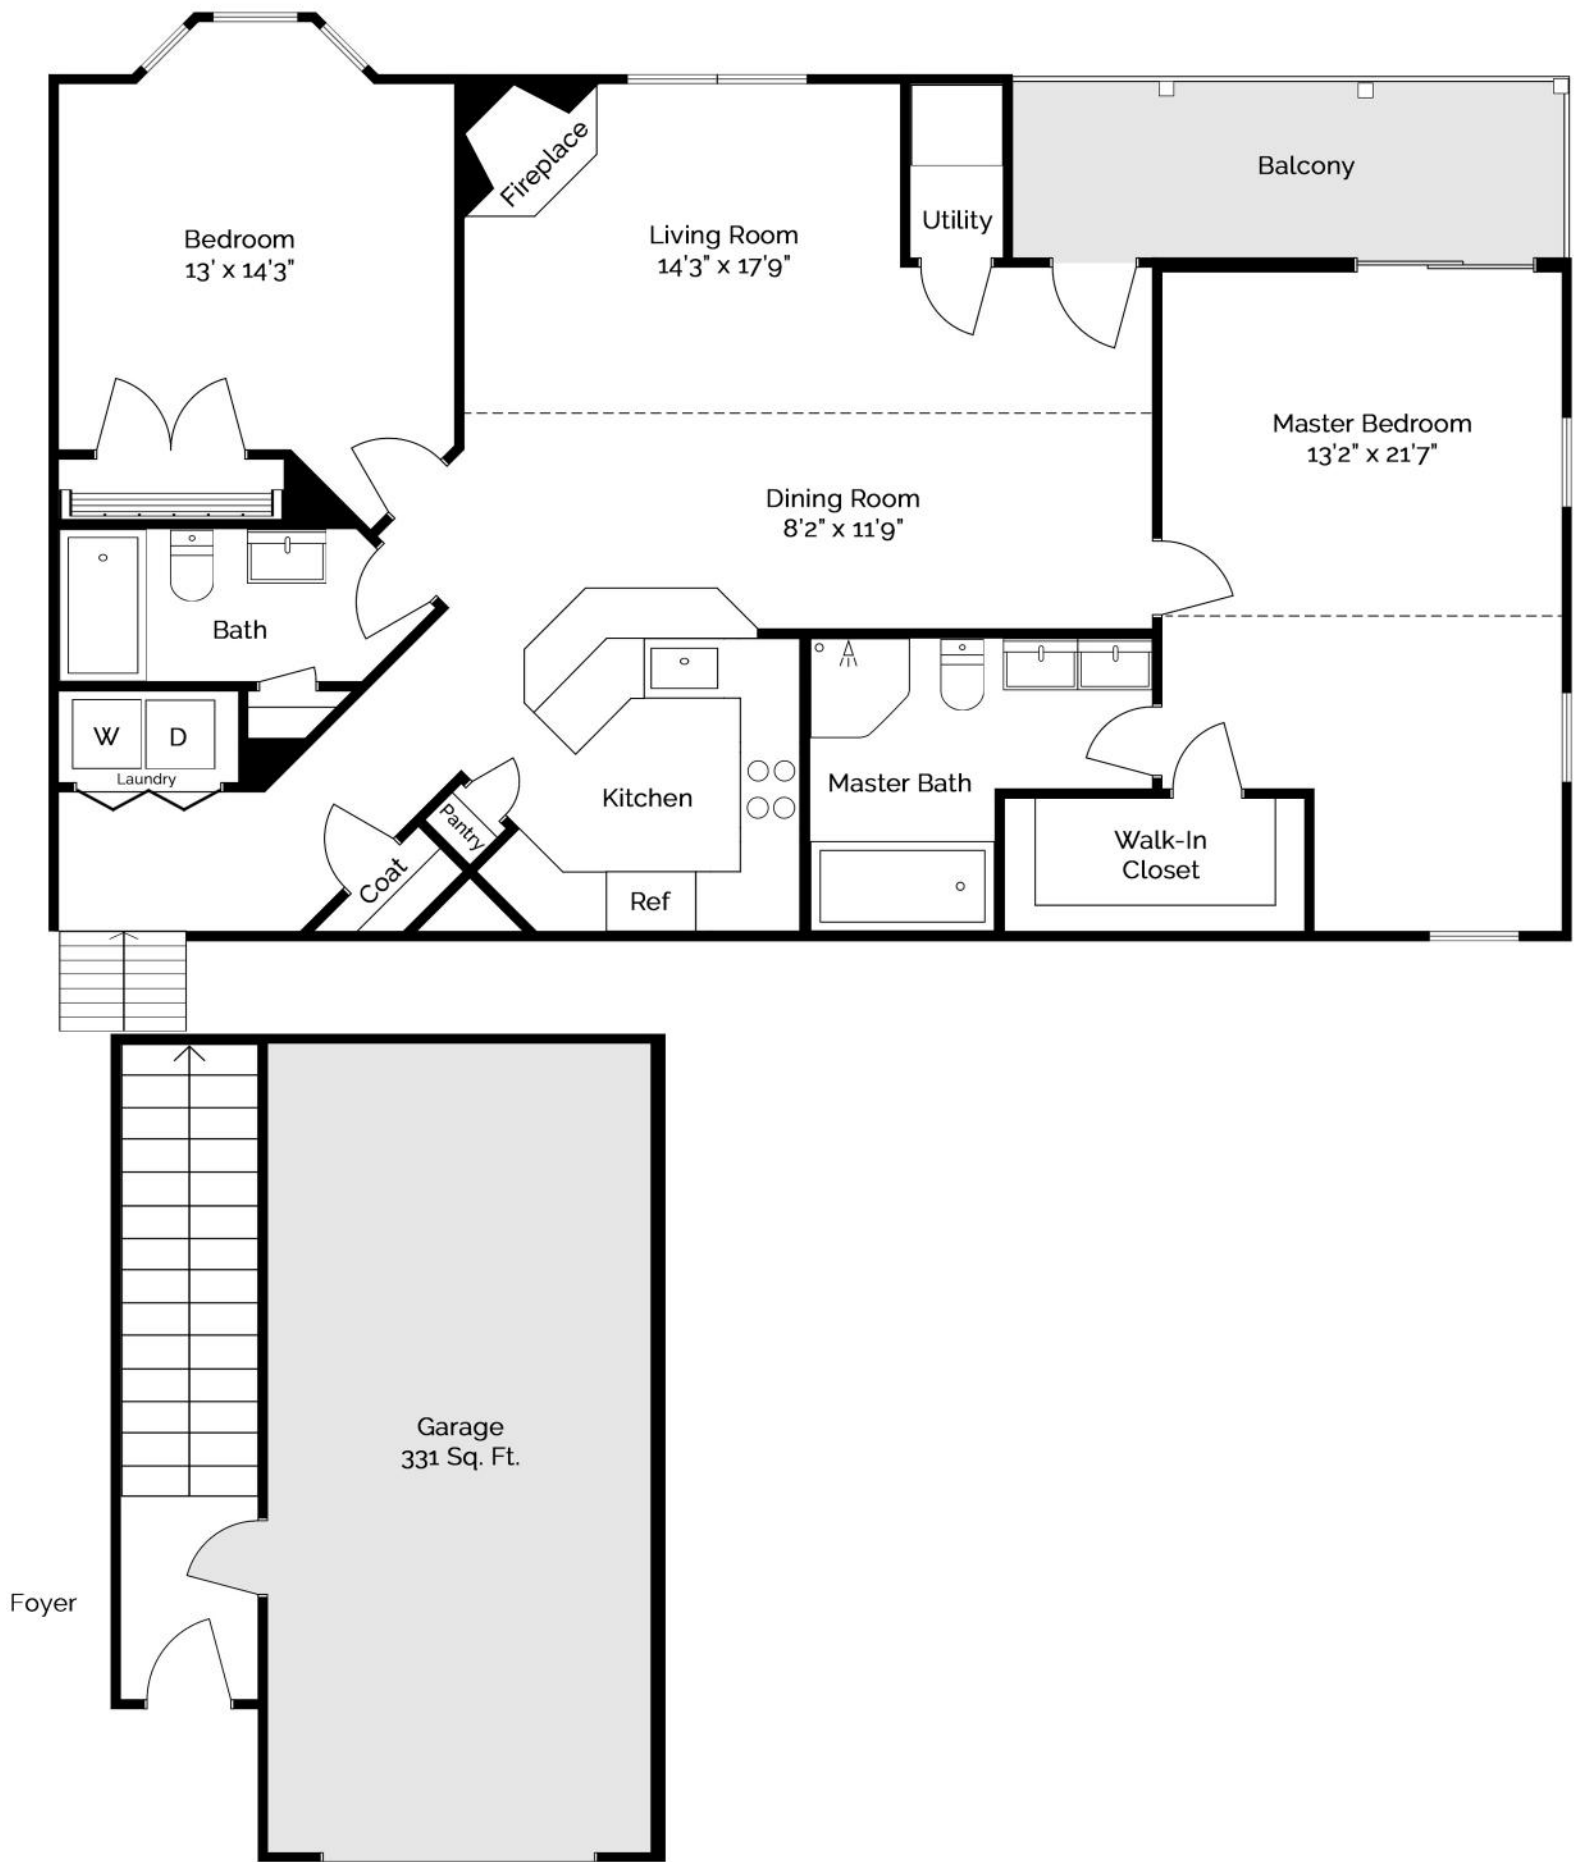 Fireplace
Balcony
Utility
Bedroom
13' x 14'3"
Living Room
14'3" x 17'9"
Master Bedroom
13'2" x 21'7"
Dining Room
8'2" x 11'9"
Bath
W
D
Laundry
Kitchen
Master Bath
Pantry
Coat
Walk-In
Closet
Ref
Garage
331 Sq. Ft.
Foyer